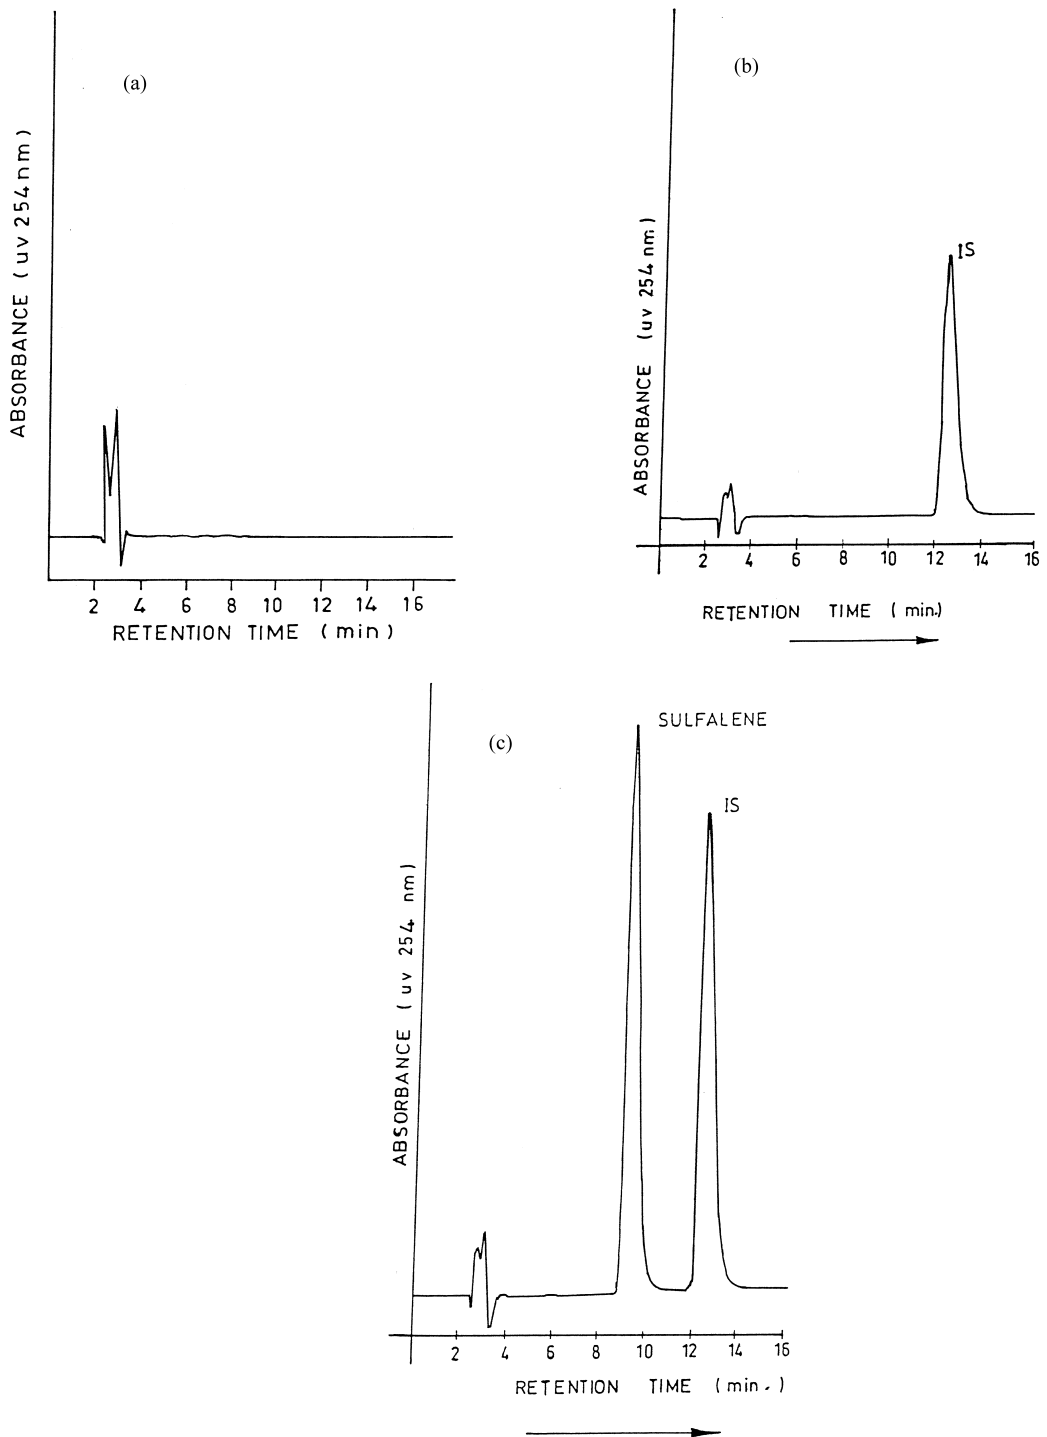 (a)
ABSORBANCE ( uv 254 nm )
2 4 6 8 10 12 14 16
RETENTION TIME ( min )
(b)
IS
ABSORBANCE (uv 254 nm)
2 4 6 8 10 12 14 16
RETENTION TIME ( min.)
(c)
SULFALENE
IS
ABSORBANCE ( uv 254 nm)
2 4 6 8 10 12 14 16
RETENTION TIME ( min. )